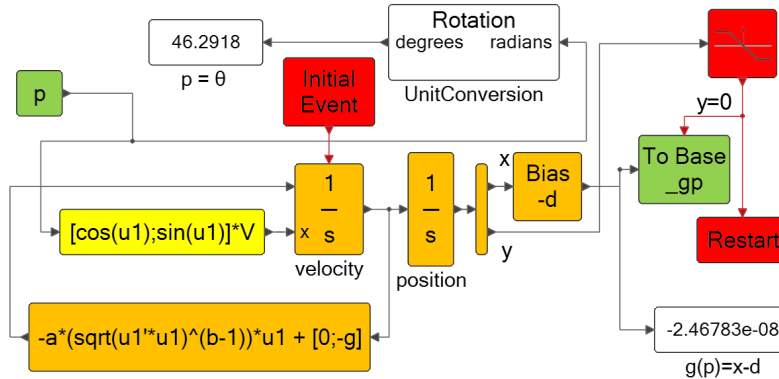 Rotation
degrees radians
UnitConversion
46.2918
p = θ
p
Initial
Event
y=0
To Base
_gp
Restart
[cos(u1);sin(u1)]*V
x
1
s
velocity
1
s
position
x
y
Bias
-d
-a*(sqrt(u1'*u1)^(b-1))*u1 + [0;-g]
-2.46783e-08
g(p)=x-d